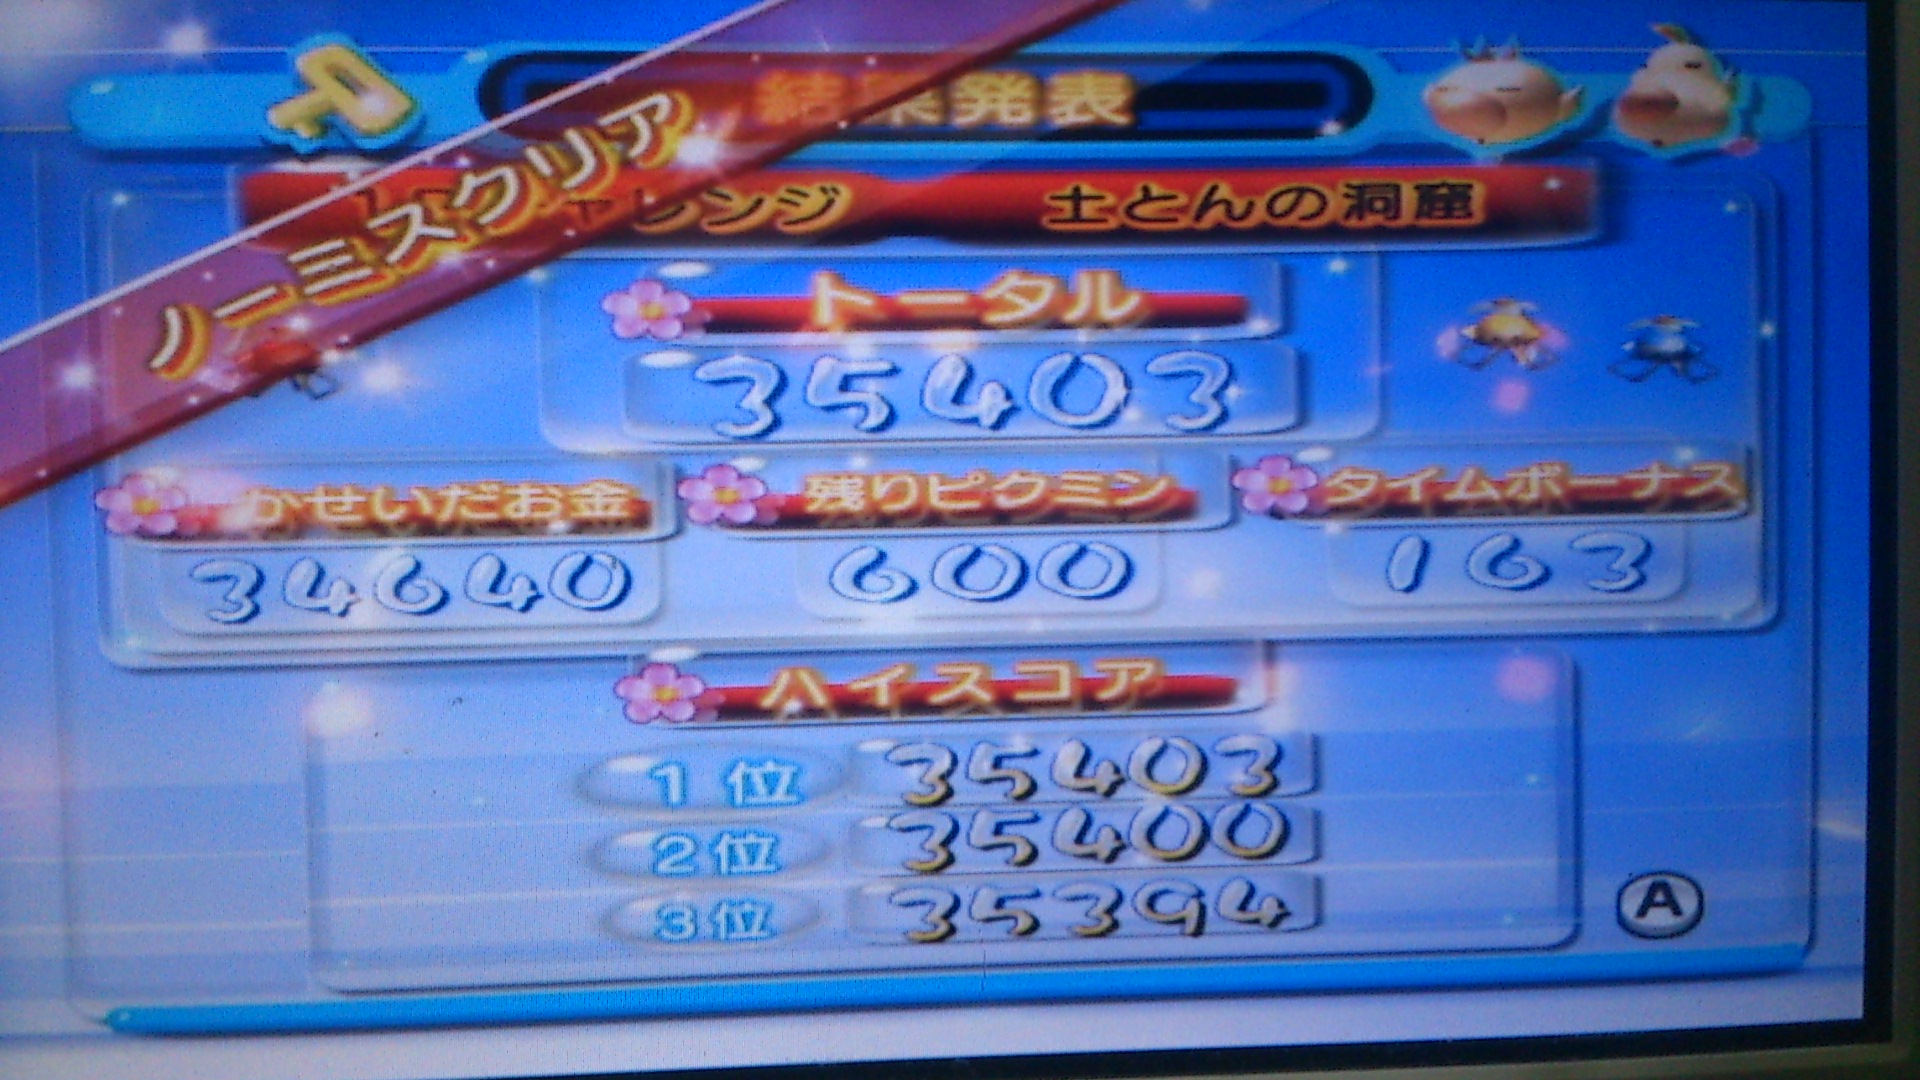 結果発表
ノーミスクリア
レンジ 土とんの洞窟
トータル
35403
かせいだお金 残りピクミン タイムボーナス
34640 600 163
ハイスコア
1位 35403
2位 35400
3位 35394
A